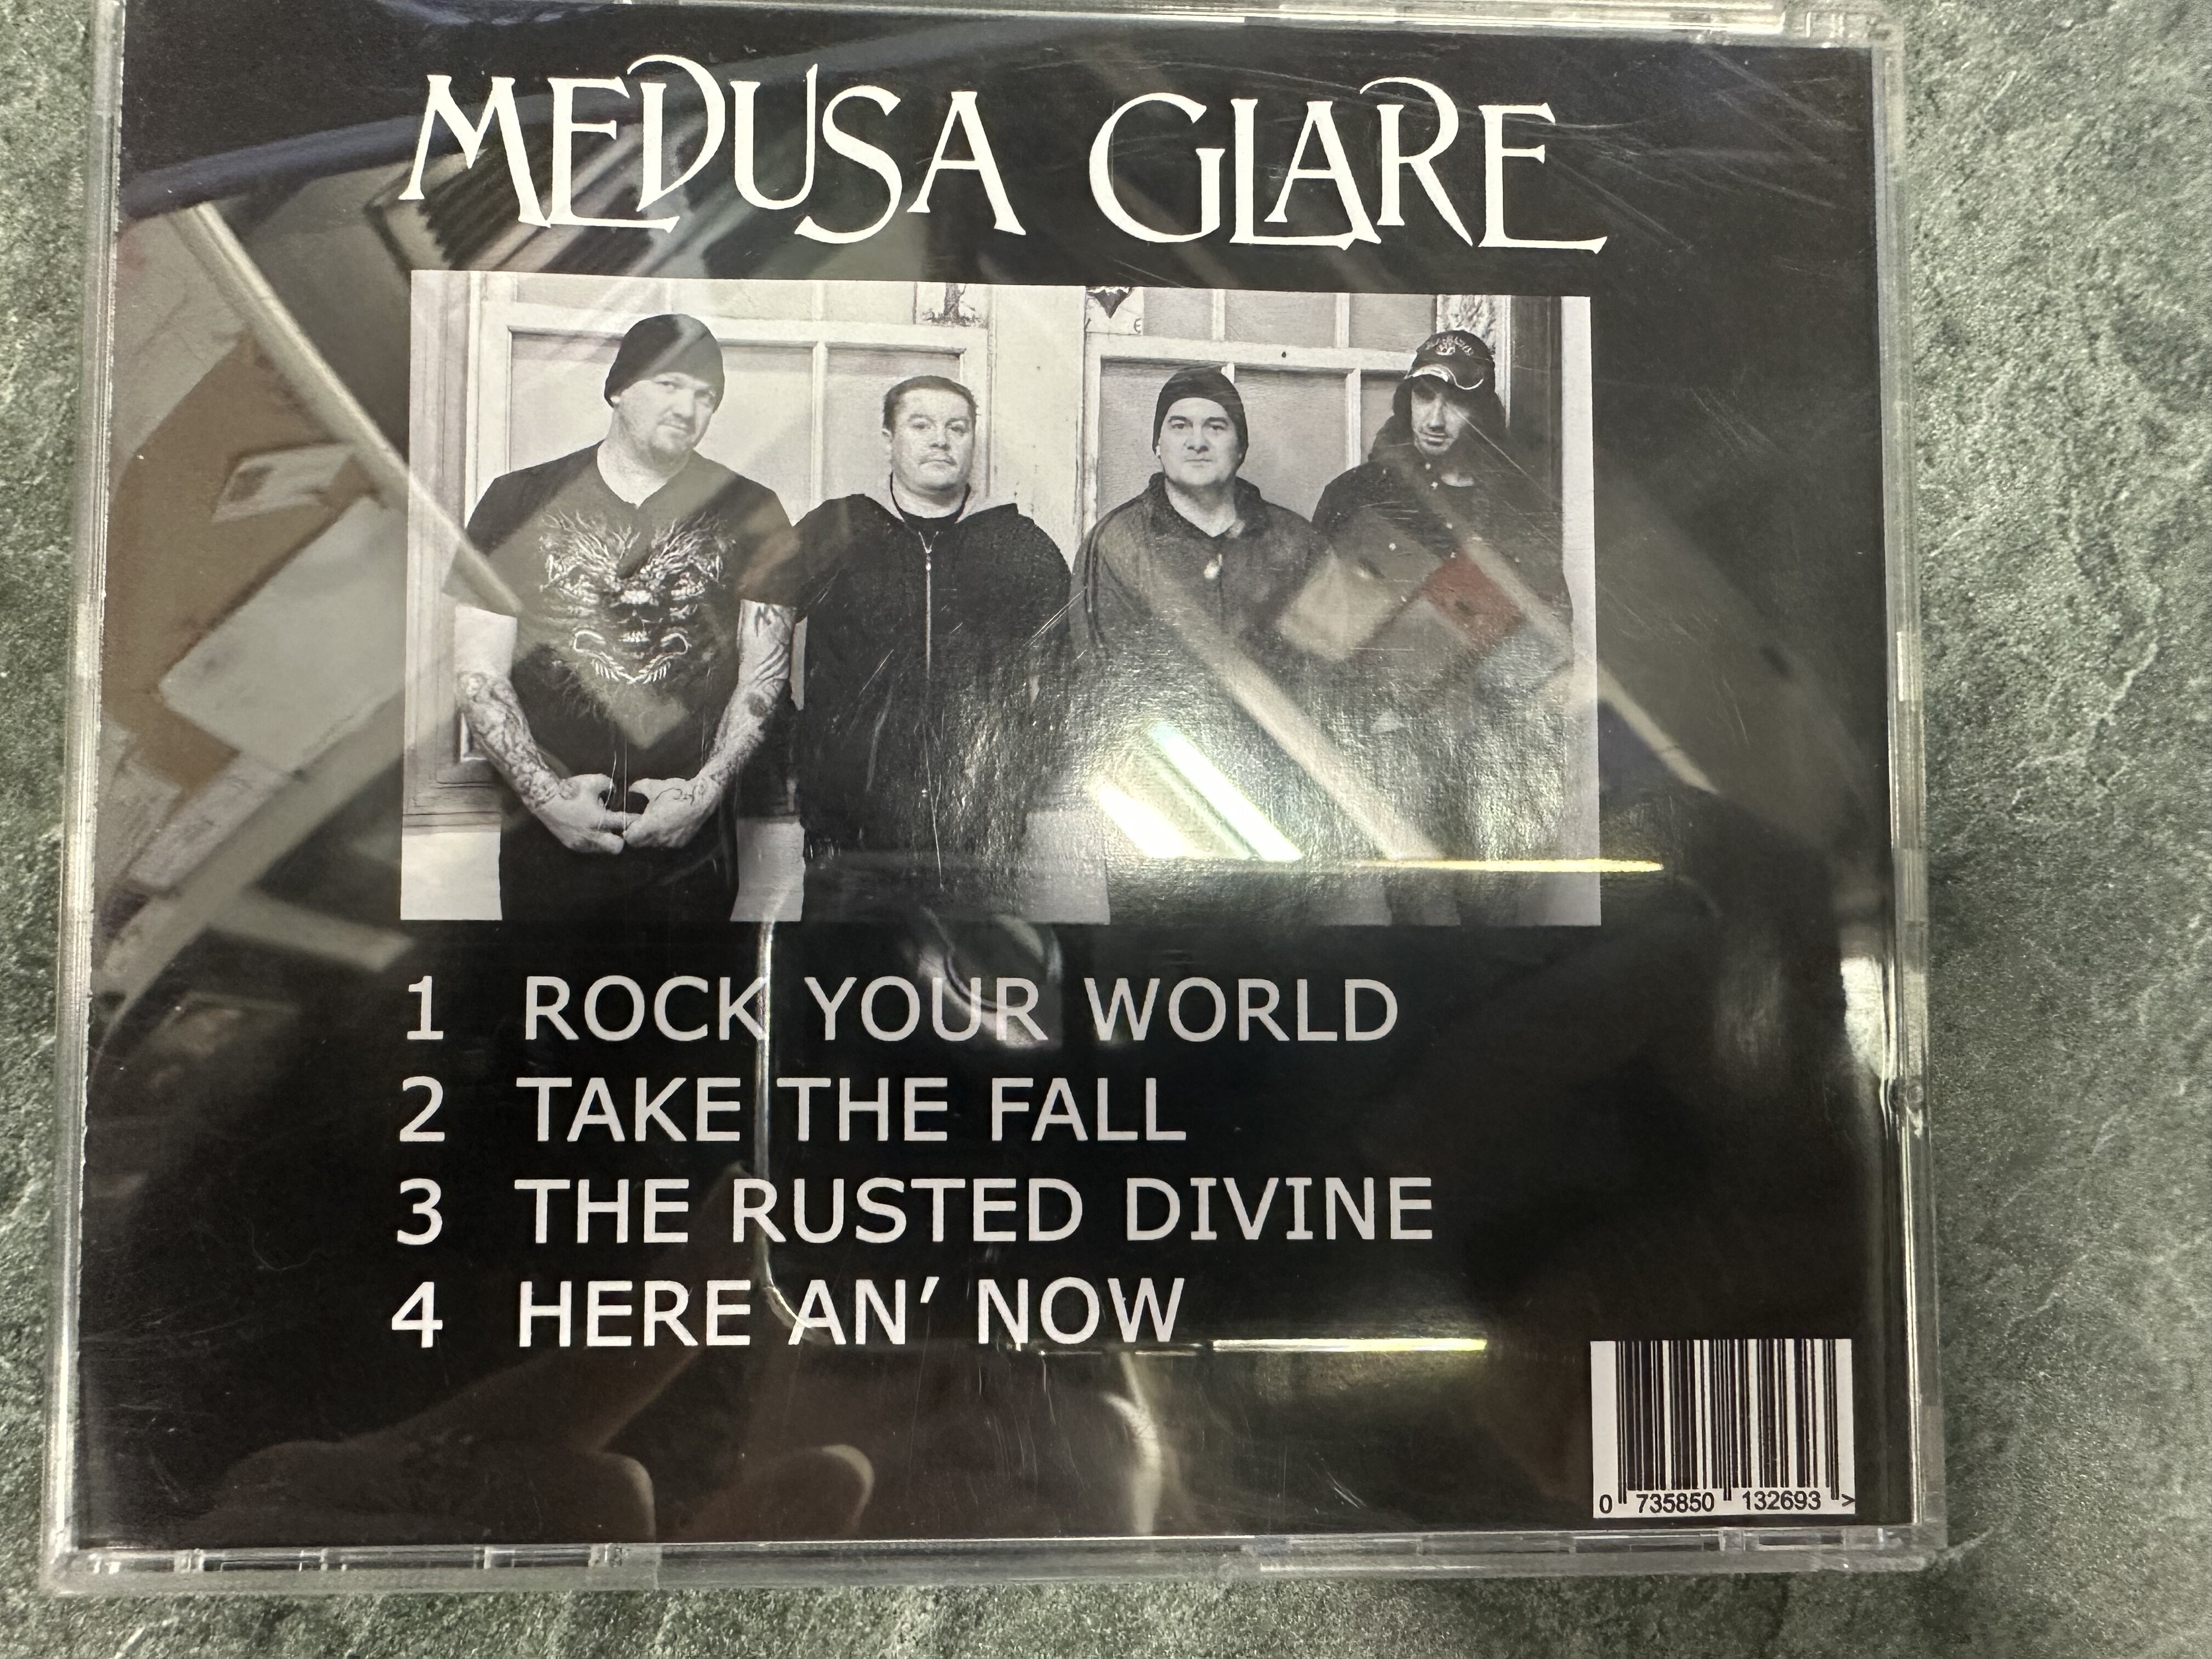 MEDUSA GLARE
1 ROCK YOUR WORLD
2 TAKE THE FALL
3 THE RUSTED DIVINE
4 HERE AN’ NOW
0 735850 132693 >